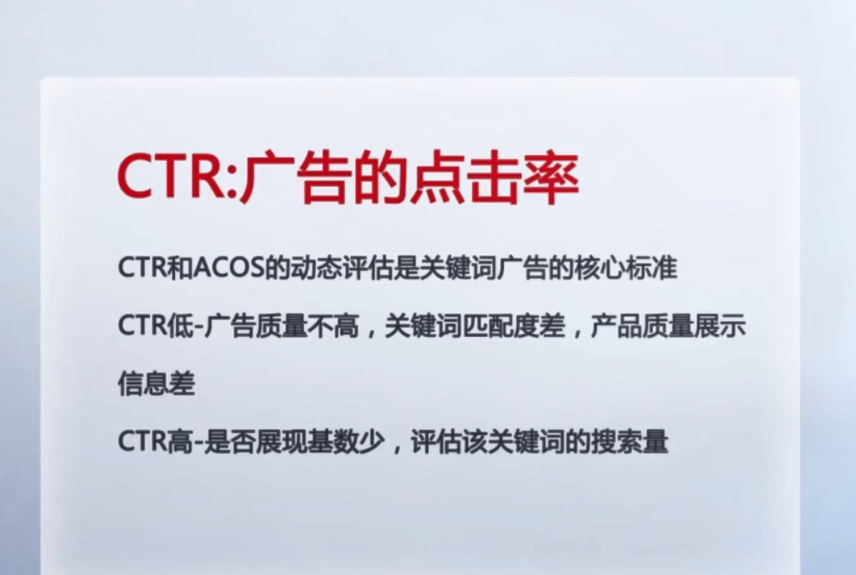 CTR:广告的点击率
CTR和ACOS的动态评估是关键词广告的核心标准
CTR低-广告质量不高，关键词匹配度差，产品质量展示
信息差
CTR高-是否展现基数少，评估该关键词的搜索量